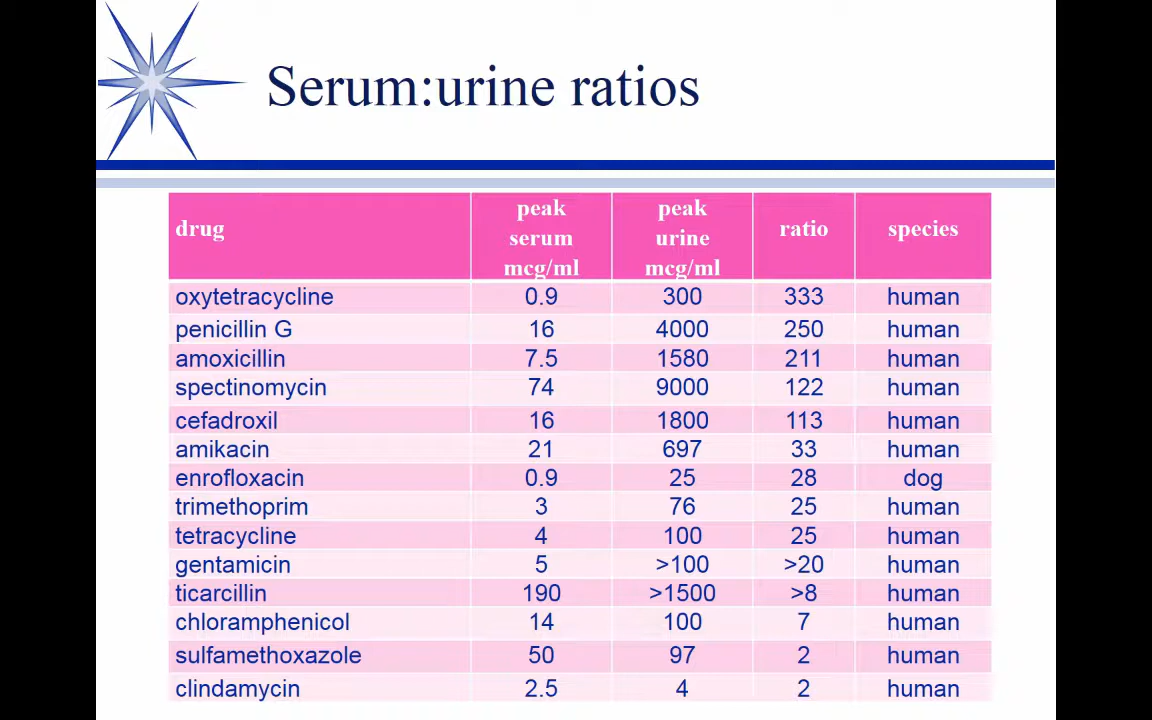 Serum:urine ratios
drug peak serum mcg/ml peak urine mcg/ml ratio species
oxytetracycline 0.9 300 333 human
penicillin G 16 4000 250 human
amoxicillin 7.5 1580 211 human
spectinomycin 74 9000 122 human
cefadroxil 16 1800 113 human
amikacin 21 697 33 human
enrofloxacin 0.9 25 28 dog
trimethoprim 3 76 25 human
tetracycline 4 100 25 human
gentamicin 5 >100 >20 human
ticarcillin 190 >1500 >8 human
chloramphenicol 14 100 7 human
sulfamethoxazole 50 97 2 human
clindamycin 2.5 4 2 human